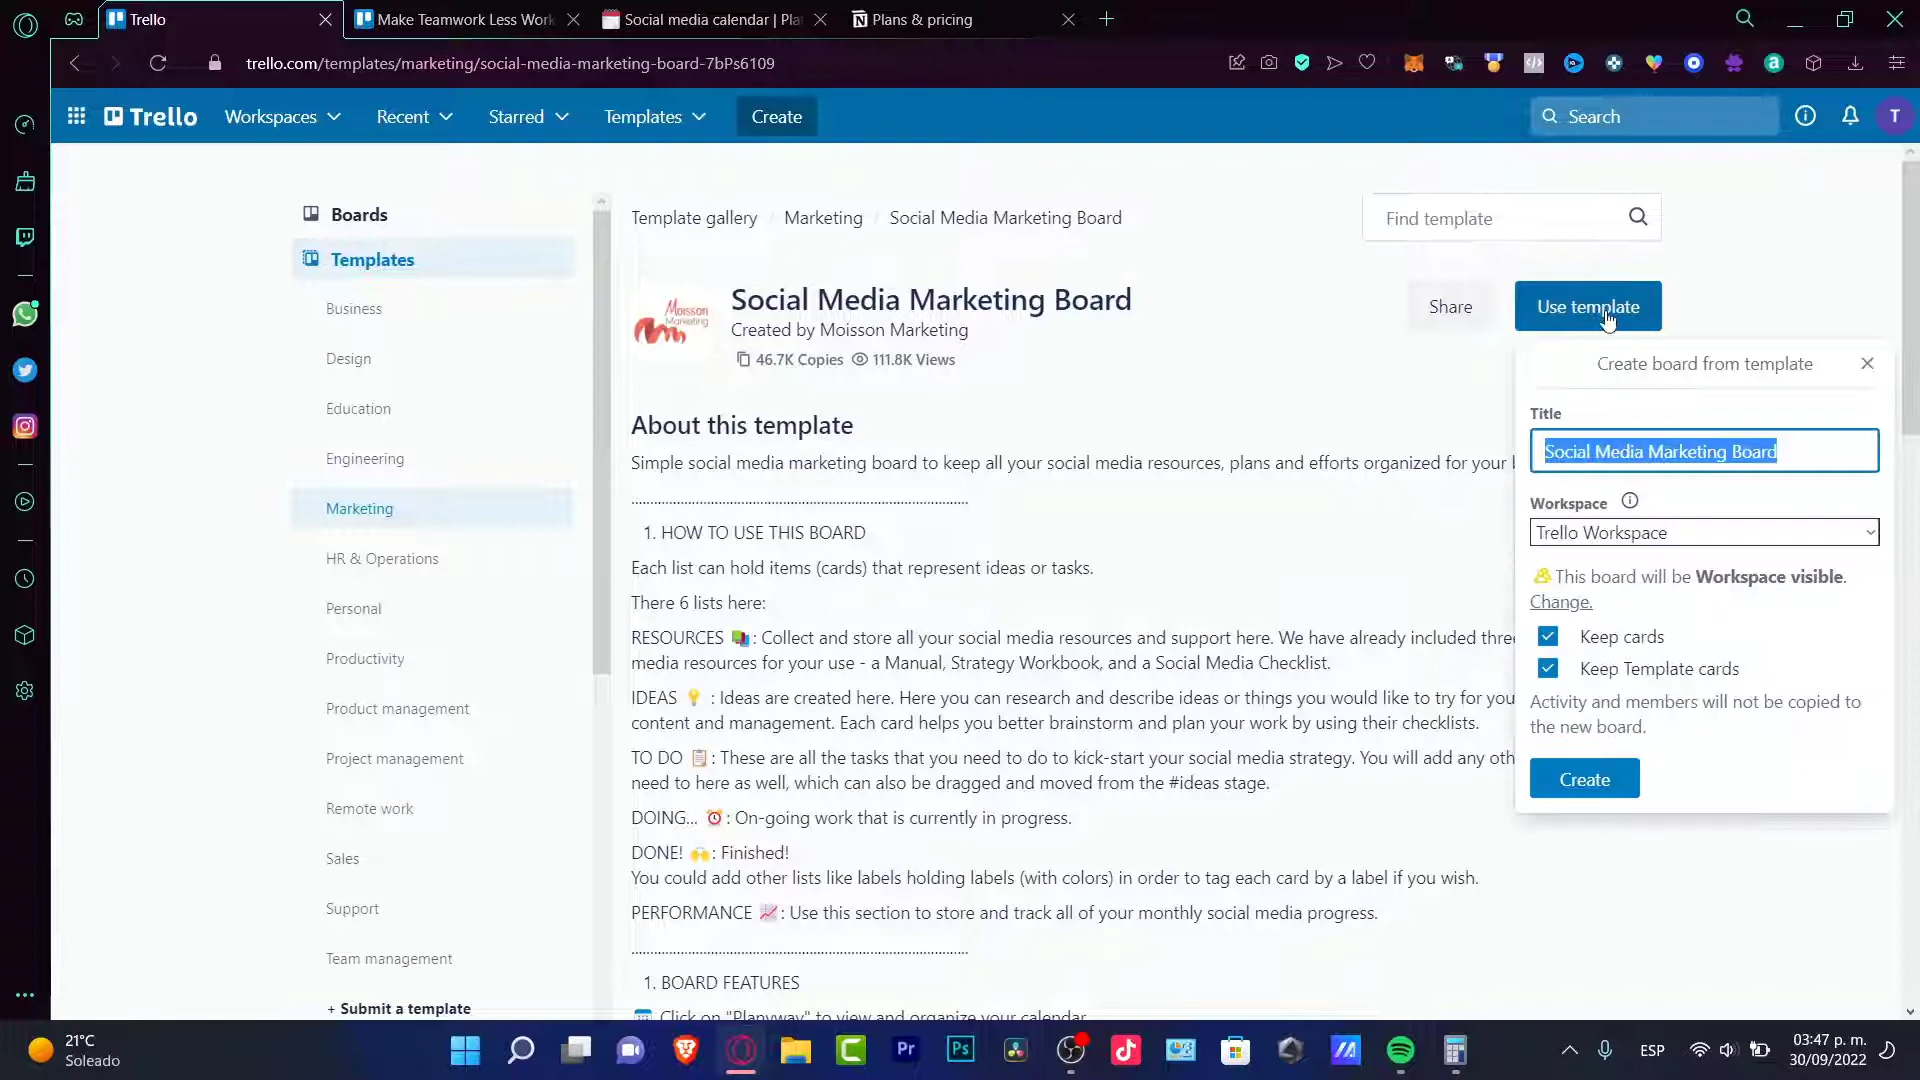 Trello
Make Teamwork Less Work
Social media calendar | Pla
Plans & pricing
trello.com/templates/marketing/social-media-marketing-board-7bPs6109
Trello
Workspaces
Recent
Starred
Templates
Create
Search
T
Boards
Templates
Business
Design
Education
Engineering
Marketing
HR & Operations
Personal
Productivity
Product management
Project management
Remote work
Sales
Support
Team management
+ Submit a template
Template gallery / Marketing / Social Media Marketing Board
Find template
Moisson
Marketing
Social Media Marketing Board
Created by Moisson Marketing
46.7K Copies 111.8K Views
Share
Use template
About this template
Simple social media marketing board to keep all your social media resources, plans and efforts organized for your b
1. HOW TO USE THIS BOARD
Each list can hold items (cards) that represent ideas or tasks.
There 6 lists here:
RESOURCES 📚: Collect and store all your social media resources and support here. We have already included three
media resources for your use - a Manual, Strategy Workbook, and a Social Media Checklist.
IDEAS 💡 : Ideas are created here. Here you can research and describe ideas or things you would like to try for you
content and management. Each card helps you better brainstorm and plan your work by using their checklists.
TO DO 📋: These are all the tasks that you need to do to kick-start your social media strategy. You will add any oth
need to here as well, which can also be dragged and moved from the #ideas stage.
DOING... ⏰: On-going work that is currently in progress.
DONE! 🙌: Finished!
You could add other lists like labels holding labels (with colors) in order to tag each card by a label if you wish.
PERFORMANCE 📈: Use this section to store and track all of your monthly social media progress.
1. BOARD FEATURES
🗓 Click on "Planyway" to view and organize your calendar
Create board from template
Title
Social Media Marketing Board
Workspace
Trello Workspace
This board will be Workspace visible.
Change.
Keep cards
Keep Template cards
Activity and members will not be copied to
the new board.
Create
21°C
Soleado
Pr
Ps
ESP
03:47 p. m.
30/09/2022